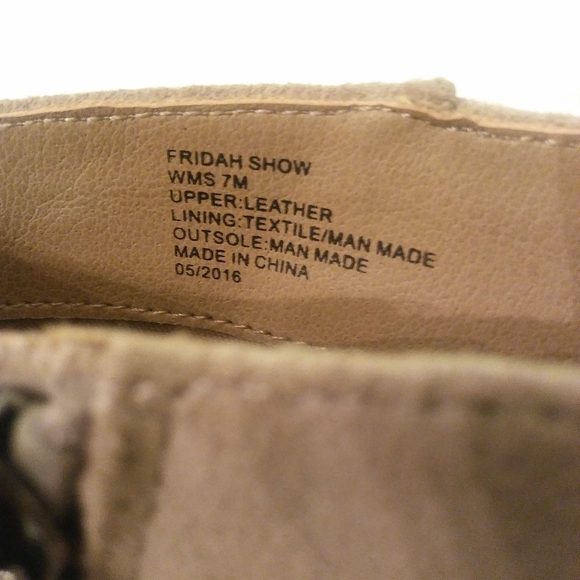 FRIDAH SHOW
WMS 7M
UPPER:LEATHER
LINING:TEXTILE/MAN MADE
OUTSOLE:MAN MADE
MADE IN CHINA
05/2016